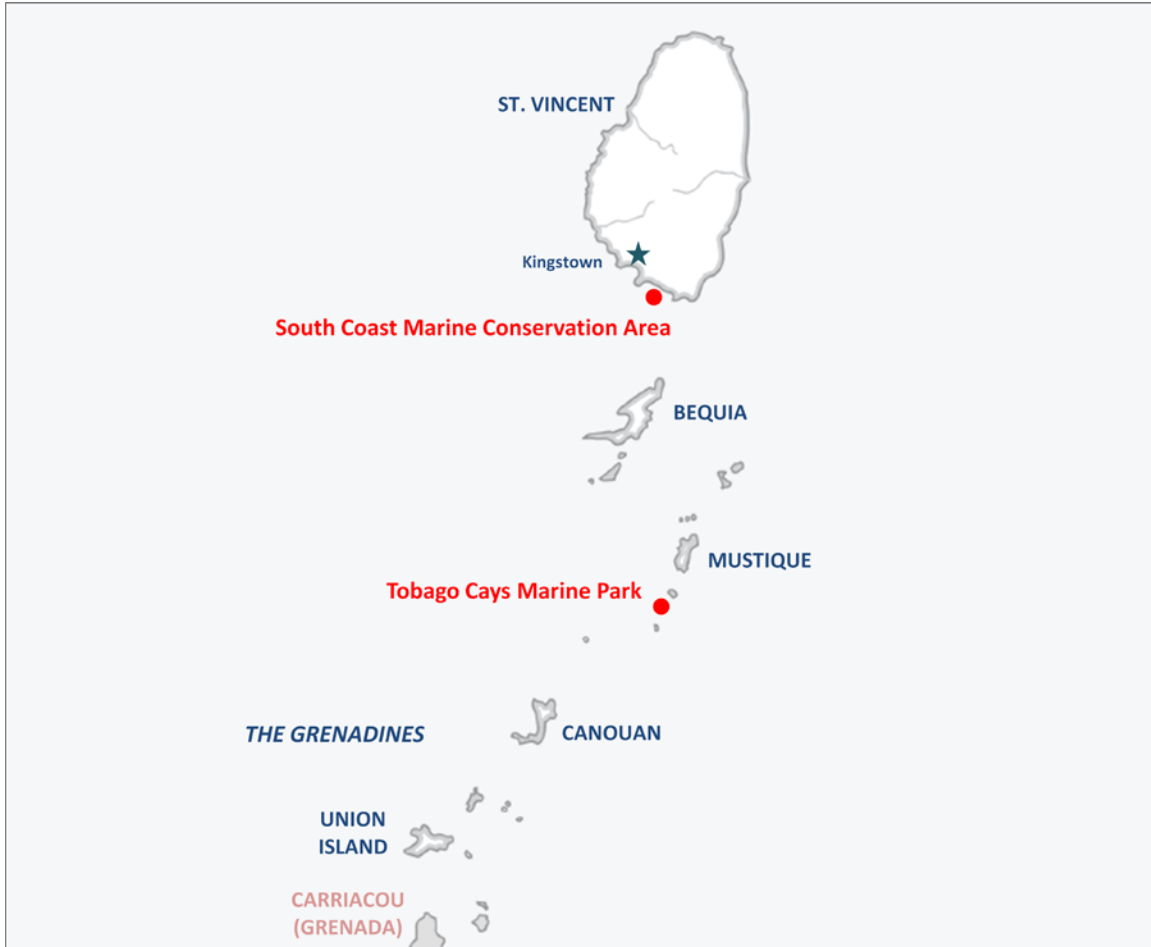 ST. VINCENT
Kingstown
South Coast Marine Conservation Area
BEQUIA
MUSTIQUE
Tobago Cays Marine Park
THE GRENADINES
CANOUAN
UNION
ISLAND
CARRIACOU
(GRENADA)